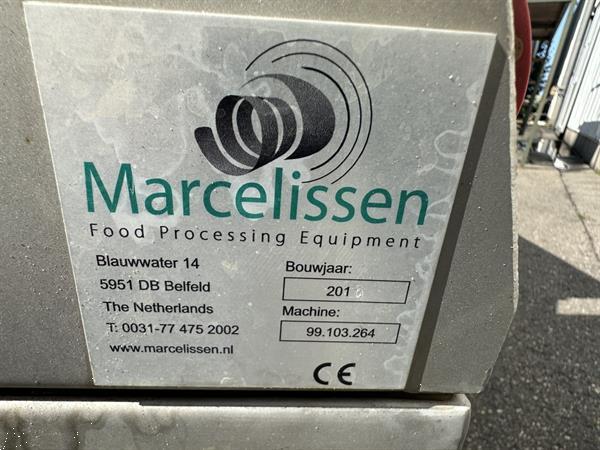 Marcelissen
Food Processing Equipment
Blauwwater 14
5951 DB Belfeld
The Netherlands
T: 0031-77 475 2002
www.marcelissen.nl
Bouwjaar:
Machine:
99.103.264
CE